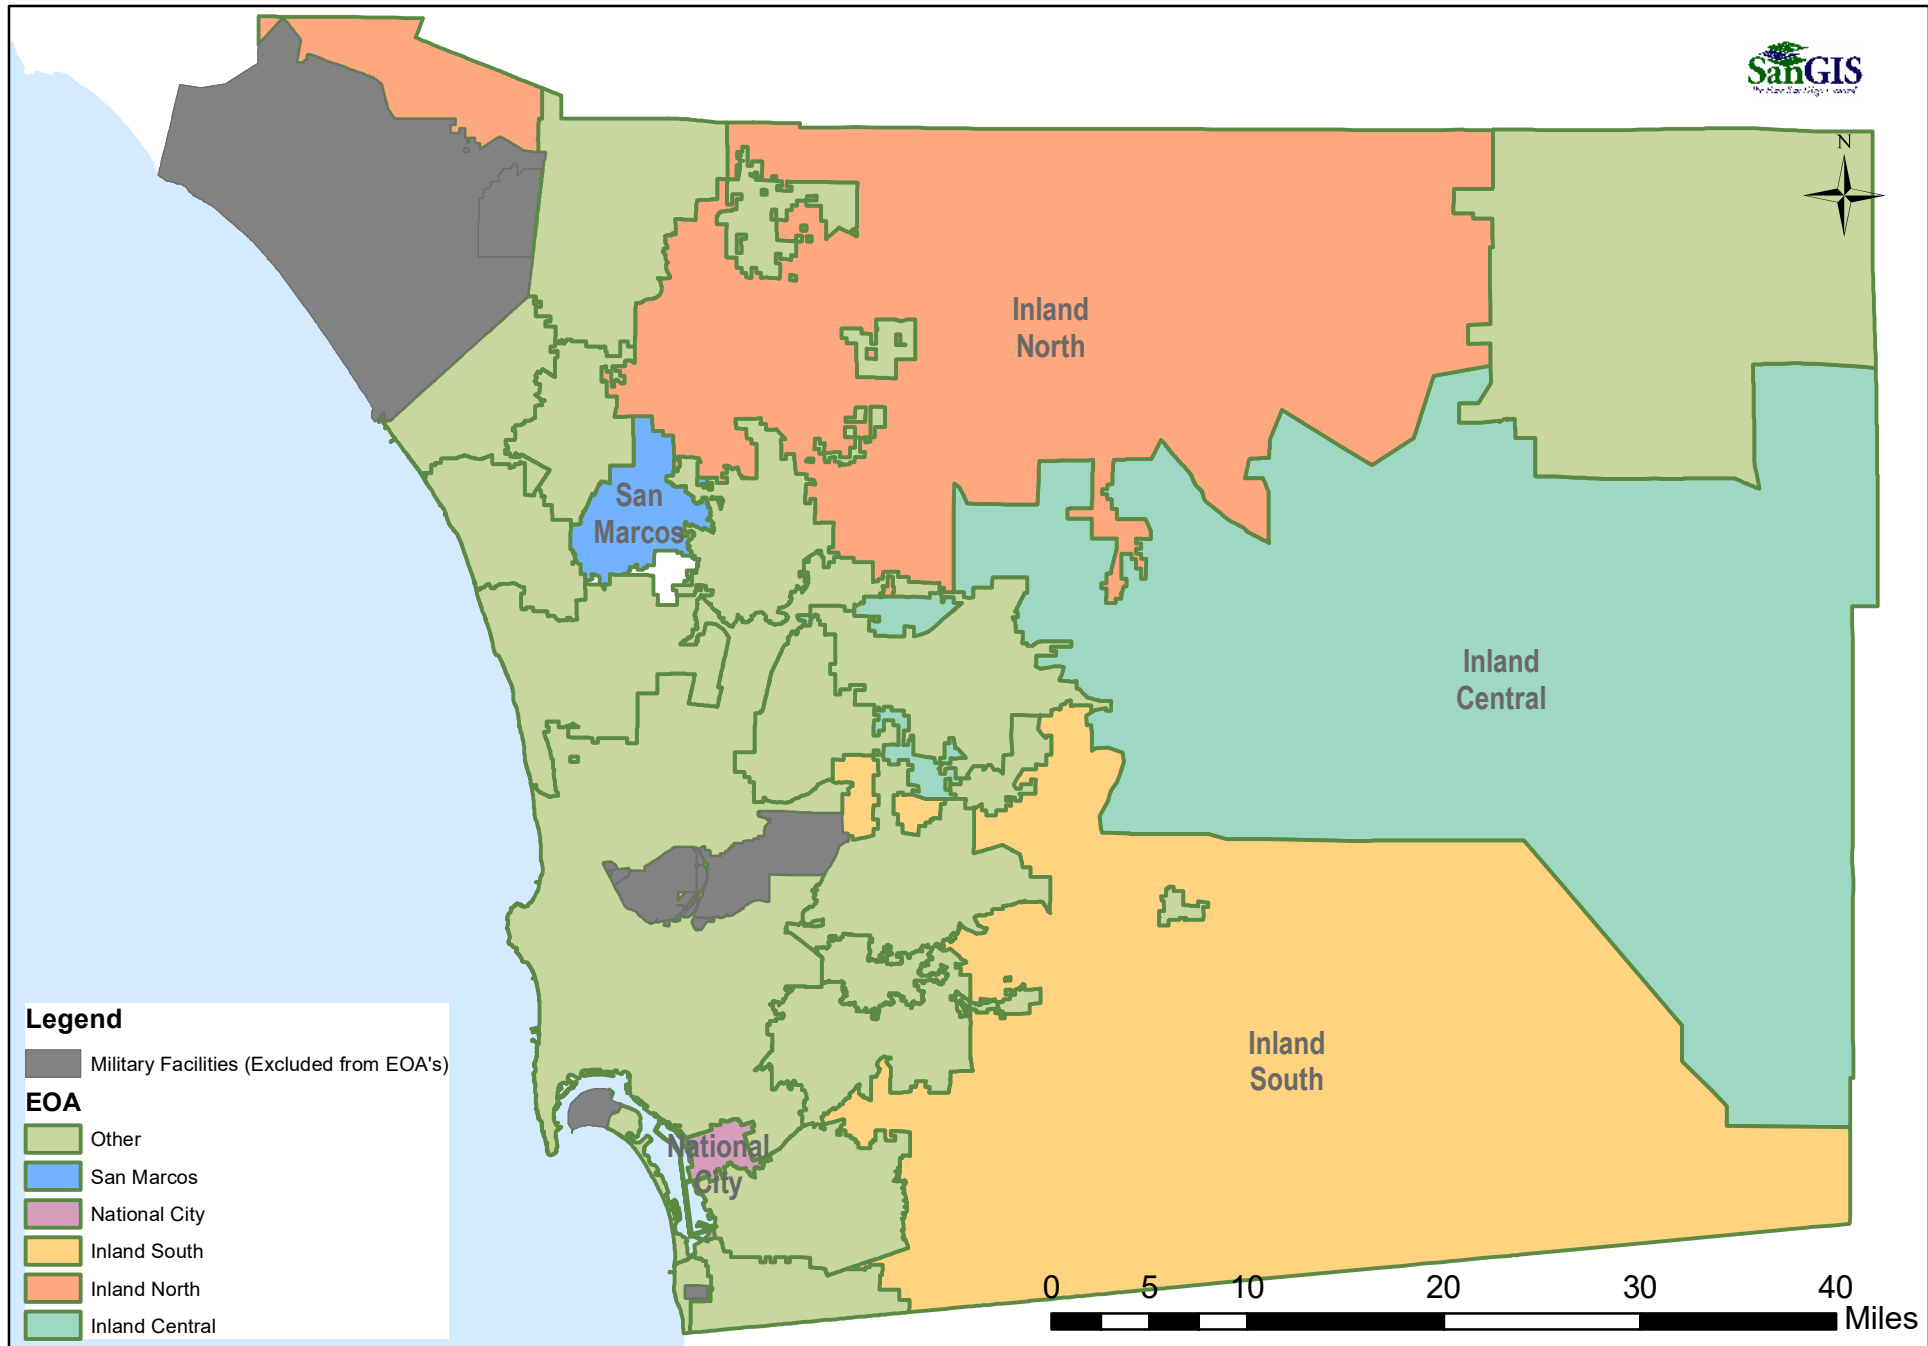 SanGIS
N
Inland
North
San
Marcos
Inland
Central
Inland
South
National
City
Legend
Military Facilities (Excluded from EOA's)
EOA
Other
San Marcos
National City
Inland South
Inland North
Inland Central
0 5 10 20 30 40
Miles